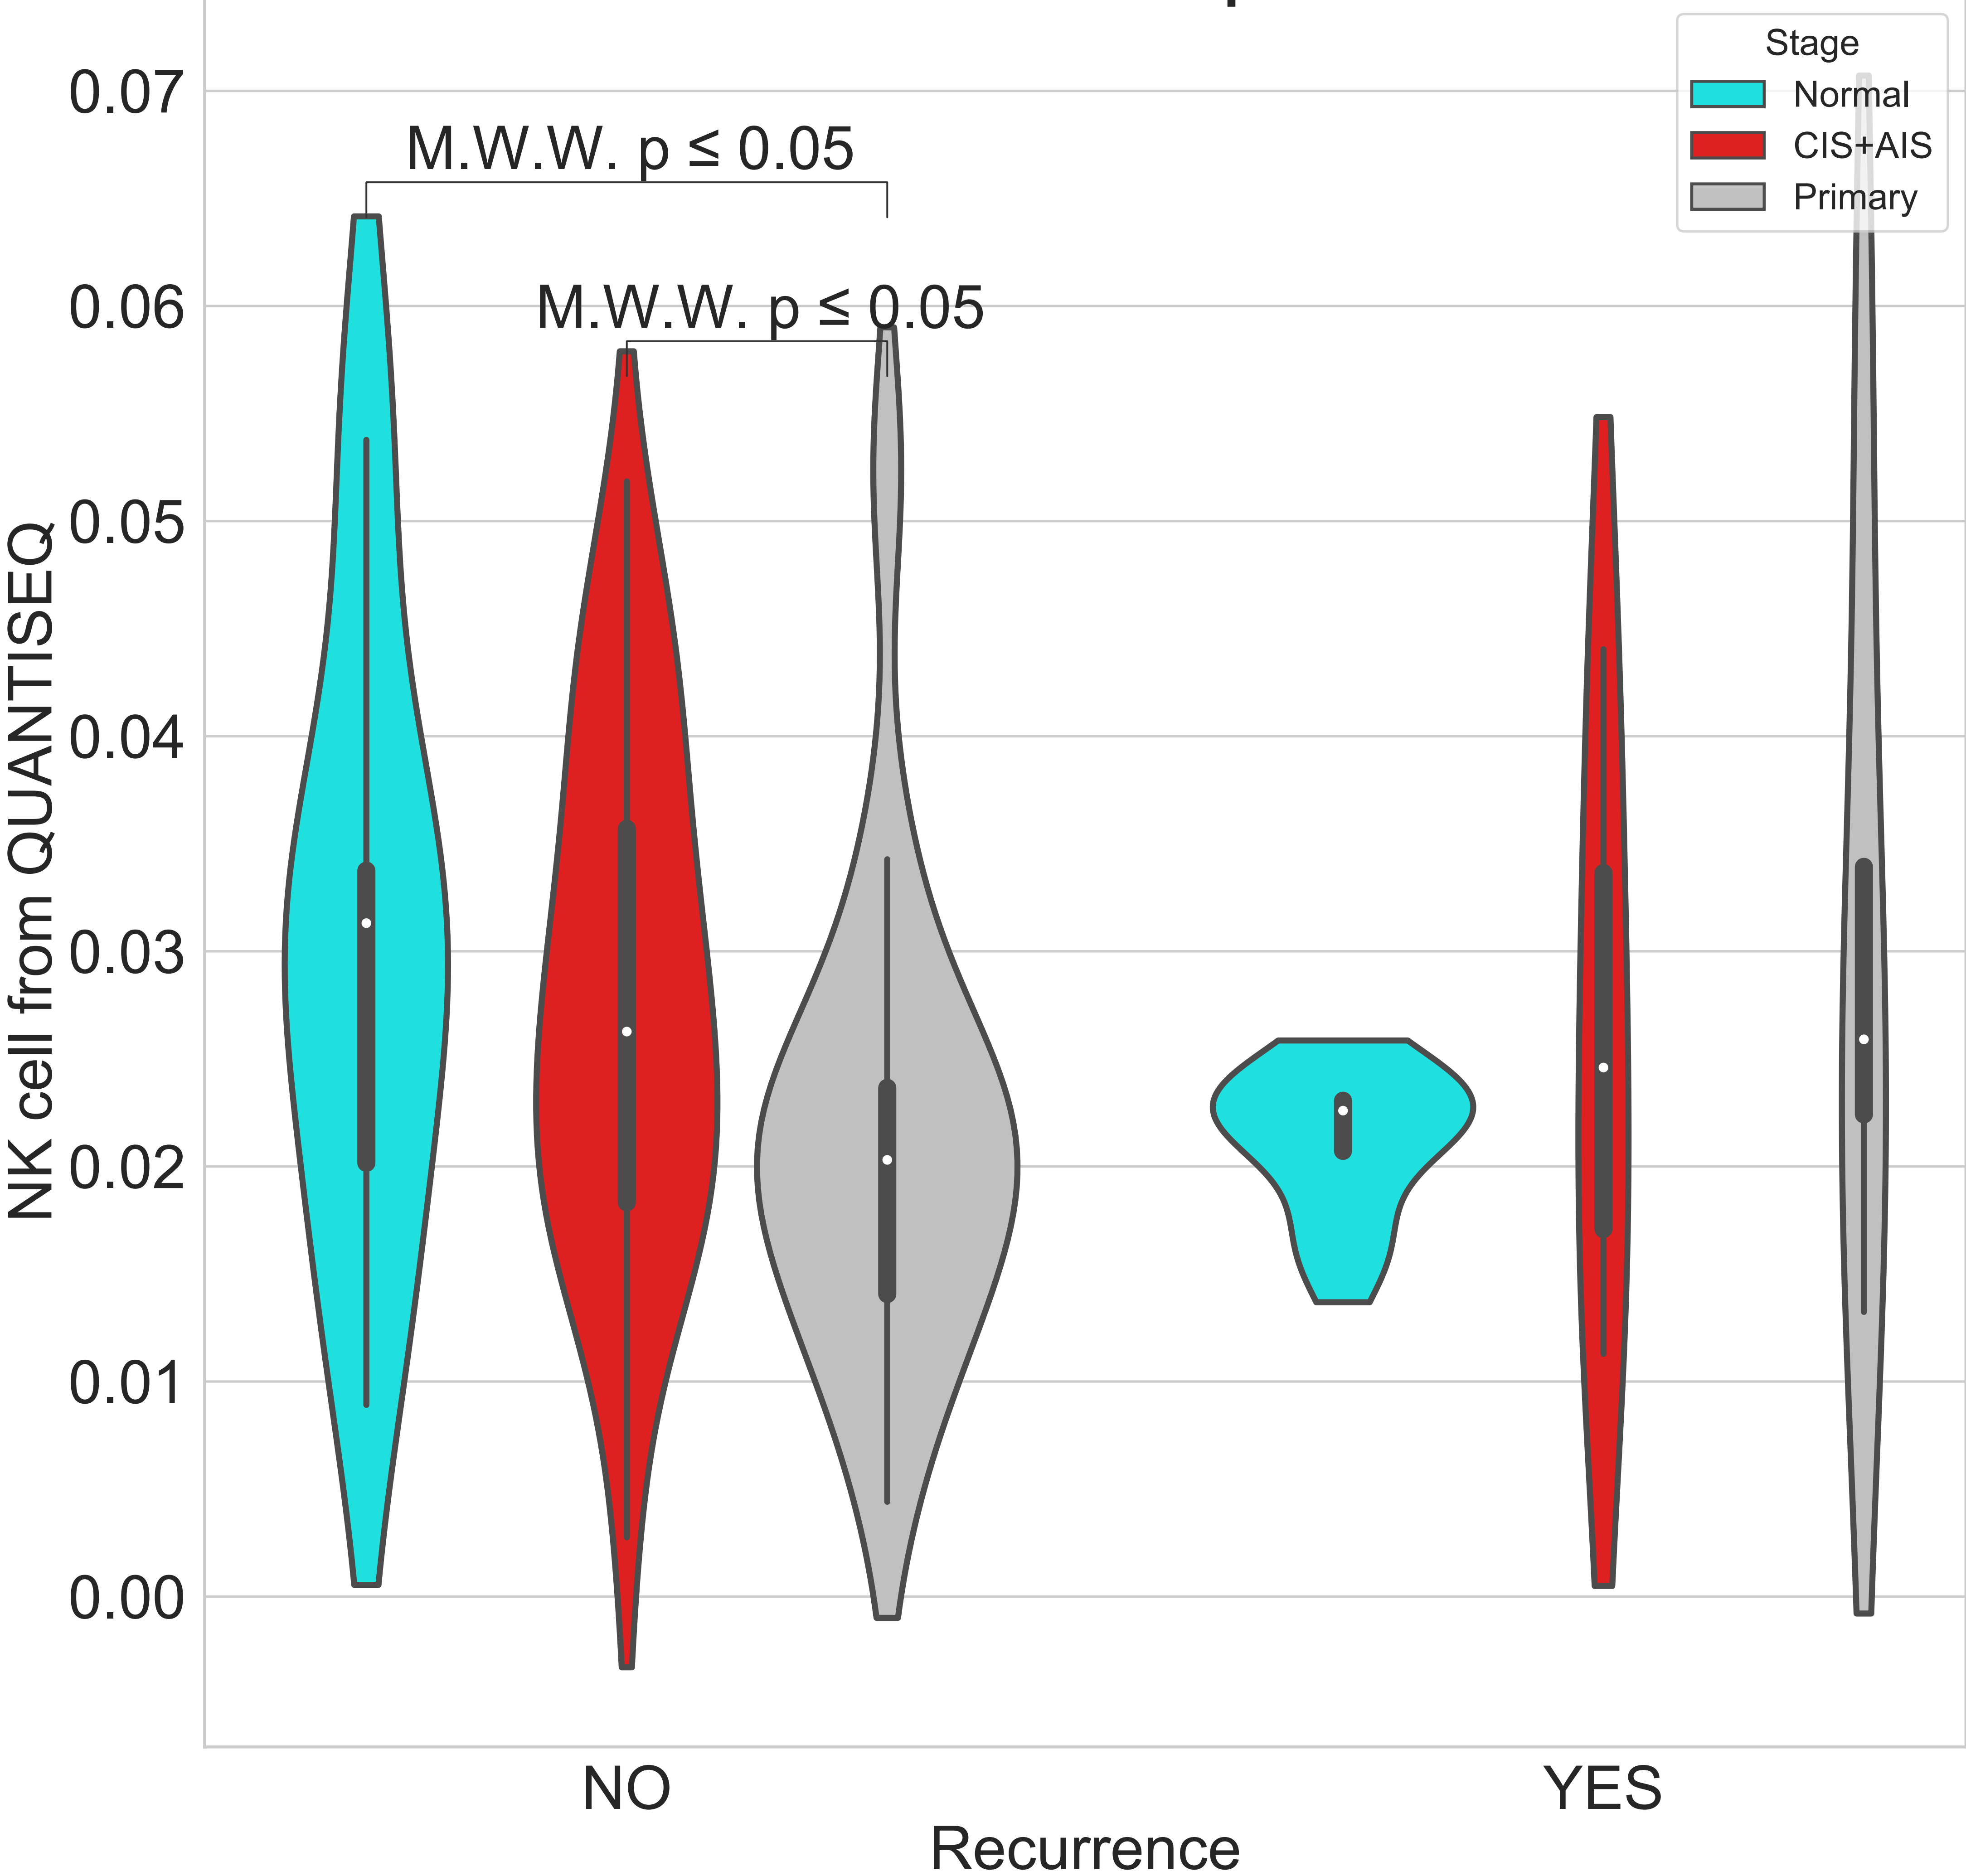 Stage
Normal
CIS+AIS
Primary
0.07
M.W.W. p ≤ 0.05
0.06
M.W.W. p ≤ 0.05
0.05
0.04
0.03
0.02
0.01
0.00
NK cell from QUANTISEQ
NO
YES
Recurrence